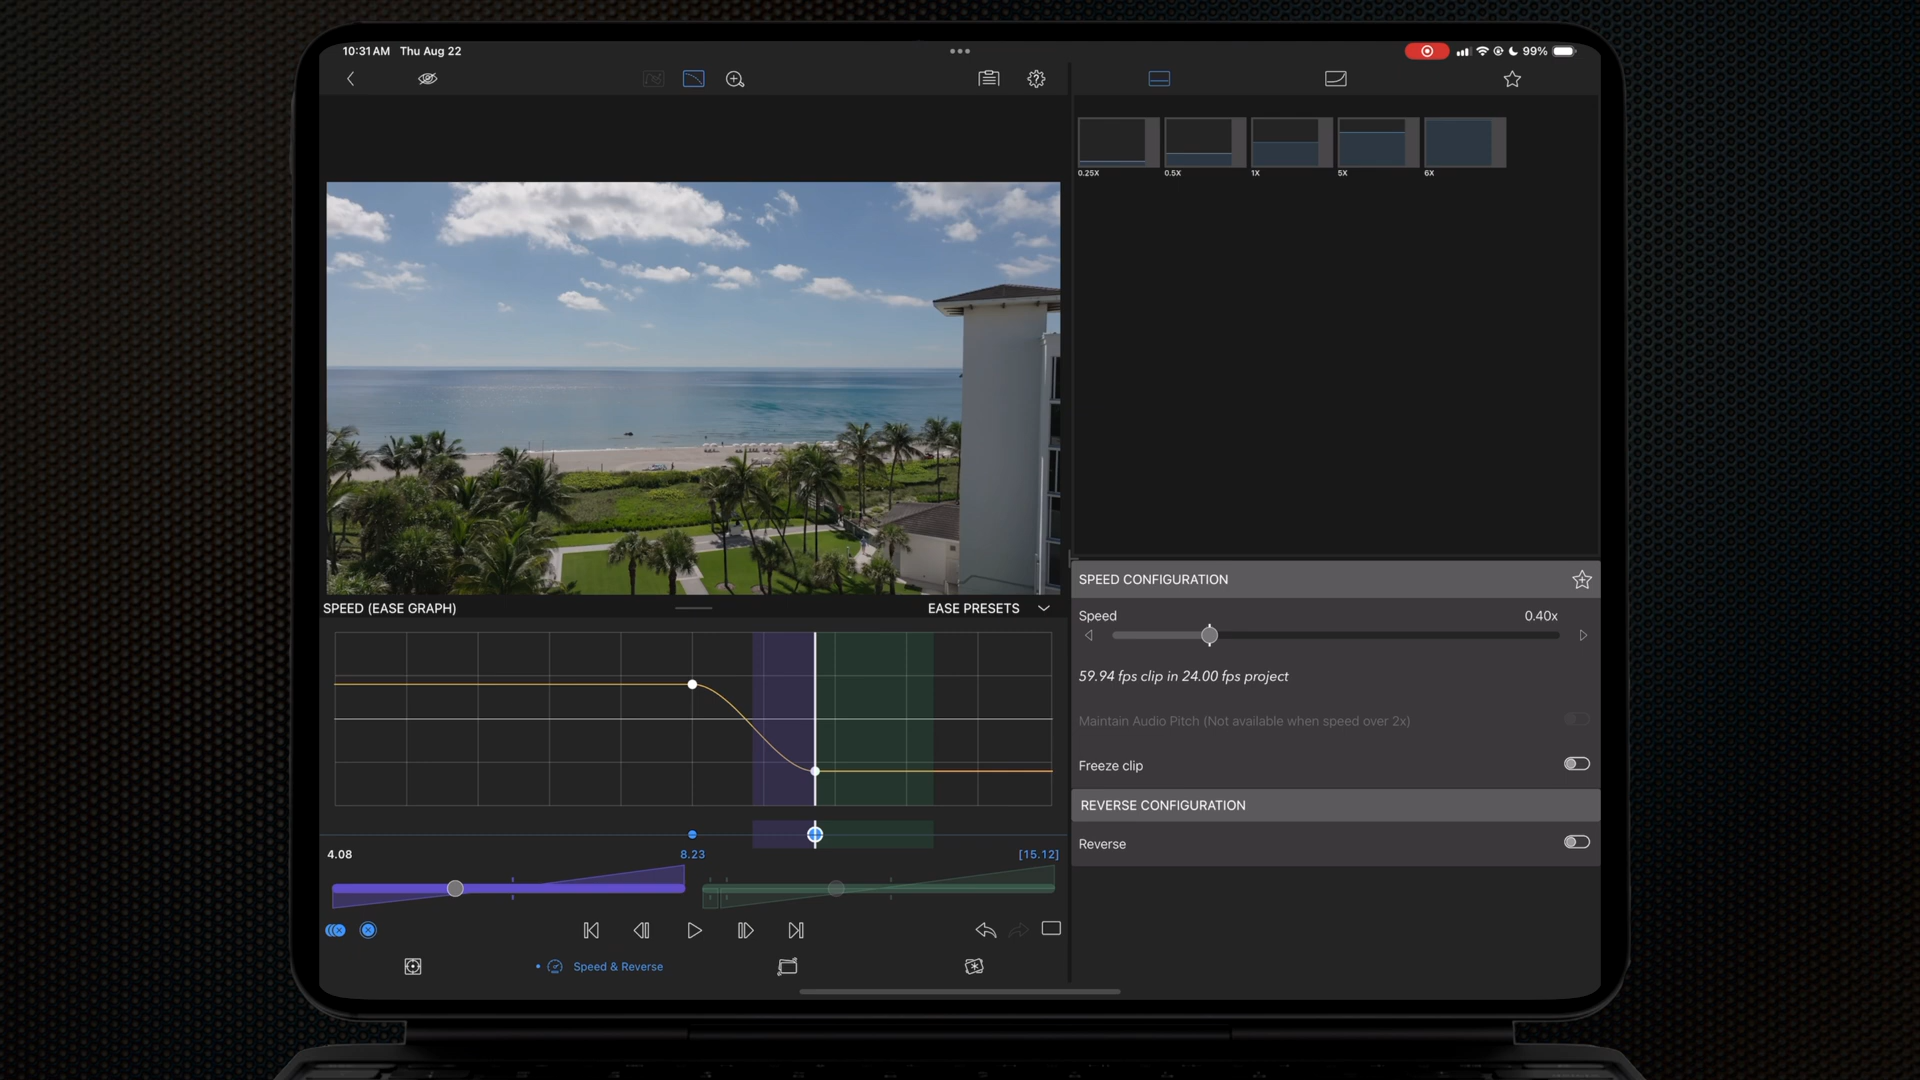 10:31AM Thu Aug 22
99%
0.25X
0.5X
1X
5X
6X
SPEED CONFIGURATION
Speed
0.40x
59.94 fps clip in 24.00 fps project
Maintain Audio Pitch (Not available when speed over 2x)
Freeze clip
REVERSE CONFIGURATION
Reverse
SPEED (EASE GRAPH)
EASE PRESETS
4.08
8.23
[15.12]
Speed & Reverse